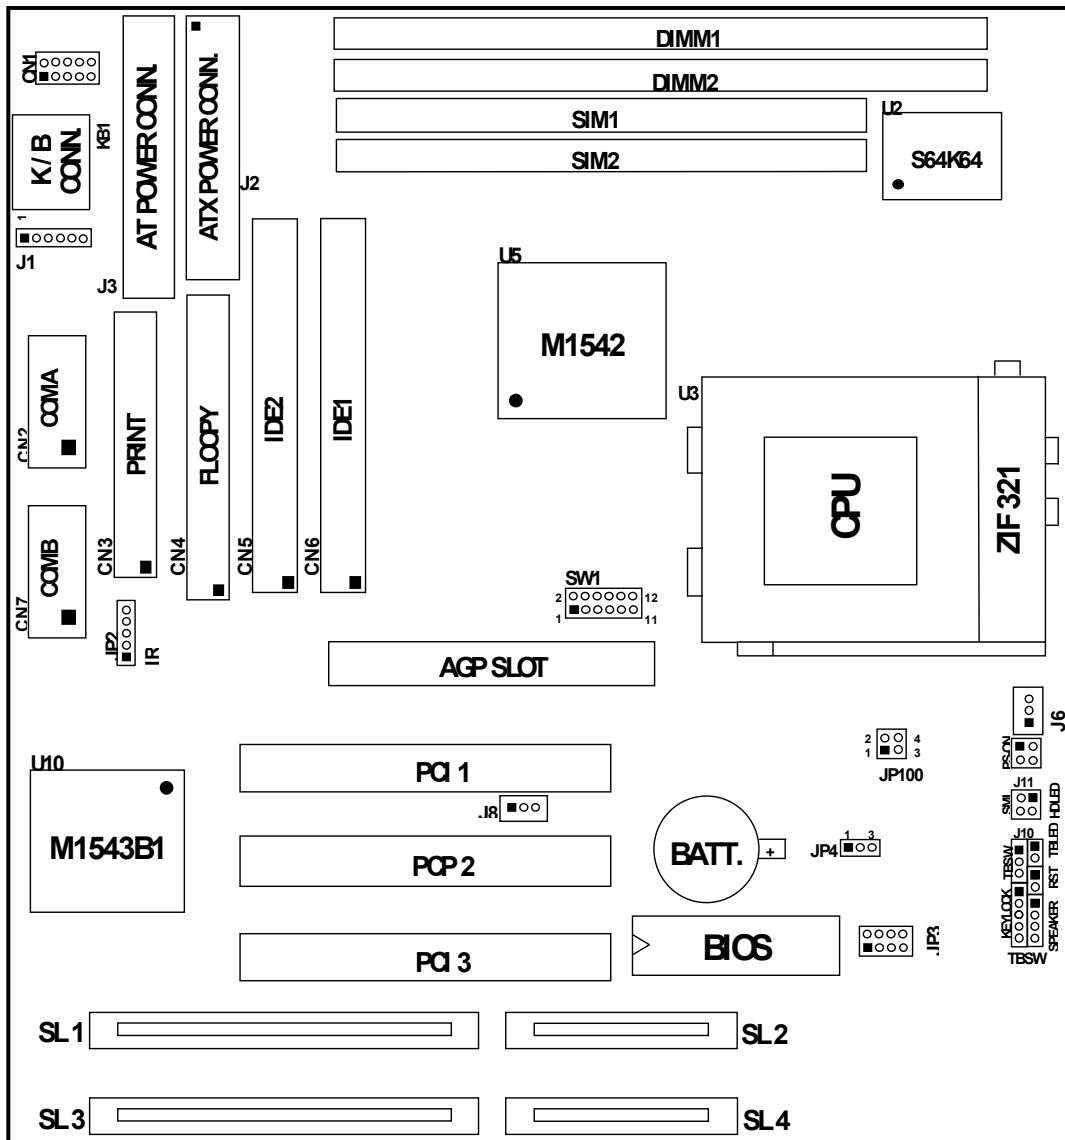 DIMM1
CN1
DIMM2
U2
SIM1
K / B
CONN.
KB1
AT POWER CONN.
ATX POWER CONN.
SIM2
S64K64
J2
1
J1
J3
U5
M1542
U3
CN2
COMA
PRINT
FLOOPY
IDE2
IDE1
CPU
ZIF 321
CN7
COMB
CN3
CN4
CN5
CN6
SW1
2
12
1
11
JP2
IR
AGP SLOT
J6
2
4
1
3
JP100
PS-ON
U10
PCI 1
J11
SMI
HDLED
J8
M1543B1
PCP 2
BATT.
+
1
3
JP4
J10
TBSW
TBLED
RST
KEYLOCK
SPEAKER
TBSW
BIOS
JP3
PCI 3
SL1
SL2
SL3
SL4